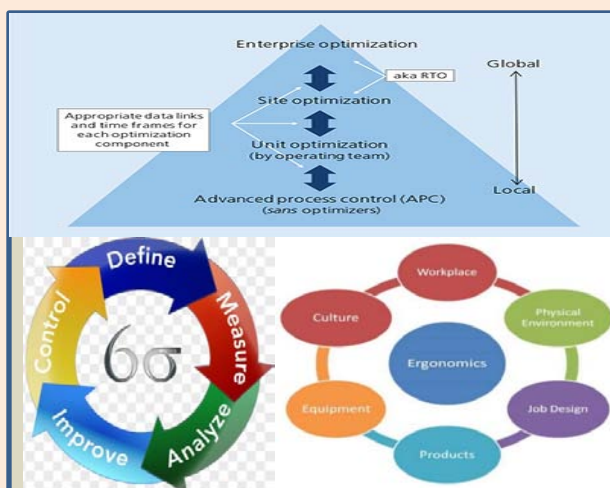 Enterprise optimization
aka RTO
Global
Site optimization
Appropriate data links
and time frames for
each optimization
component
Unit optimization
(by operating team)
Advanced process control (APC)
(sans optimizers)
Local
Define
Measure
Analyze
Improve
Control
6σ
Workplace
Physical
Environment
Job Design
Products
Equipment
Culture
Ergonomics